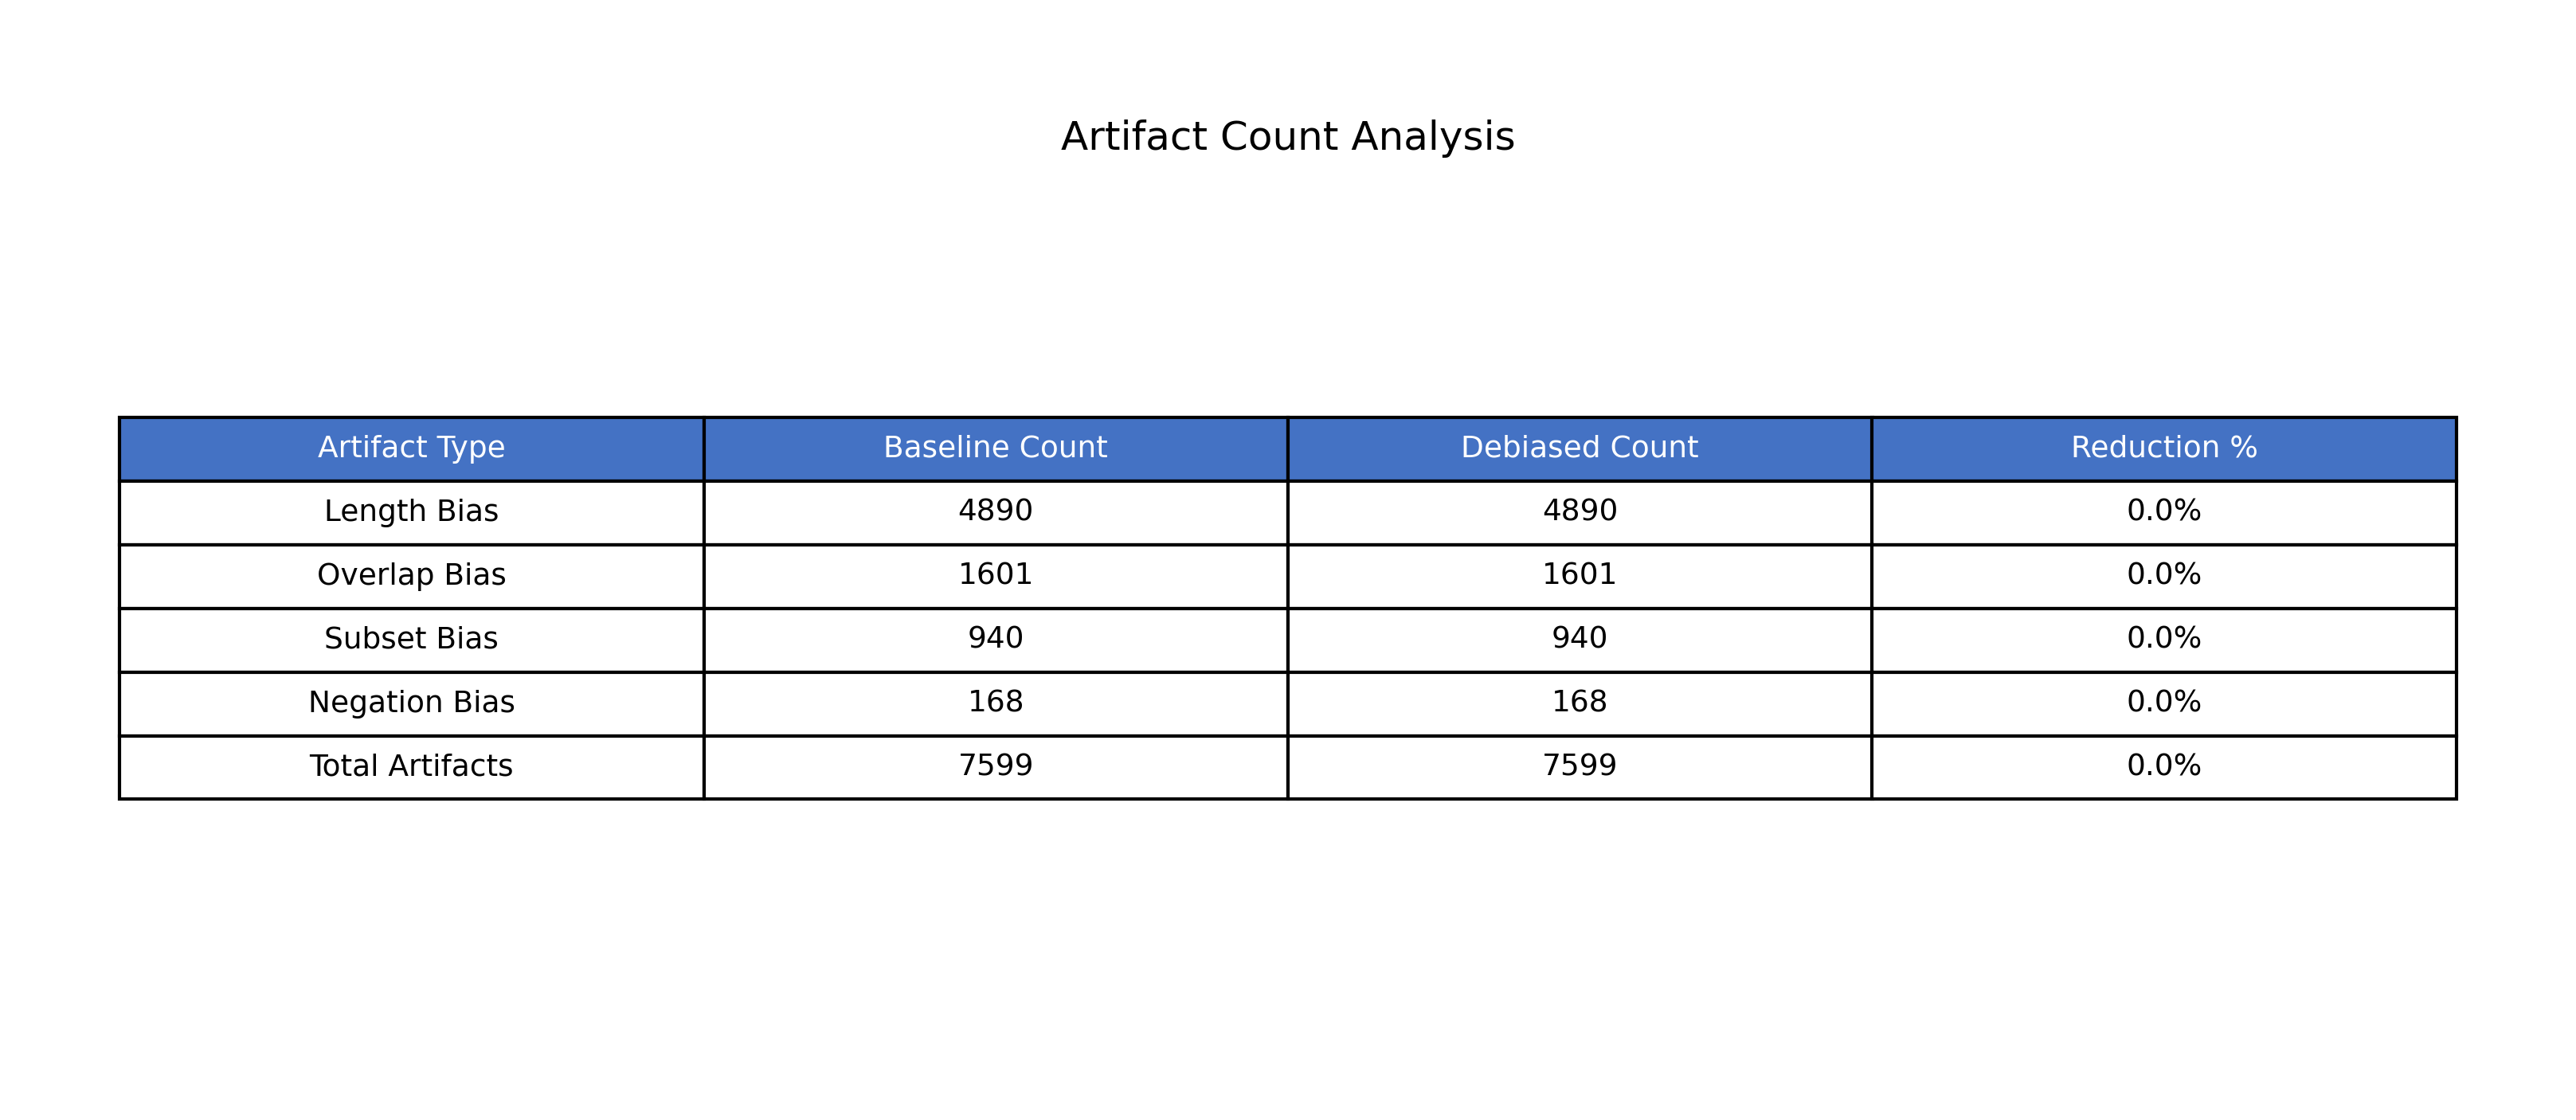 Artifact Count Analysis
Artifact Type Baseline Count Debiased Count Reduction %
Length Bias 4890 4890 0.0%
Overlap Bias 1601 1601 0.0%
Subset Bias 940 940 0.0%
Negation Bias 168 168 0.0%
Total Artifacts 7599 7599 0.0%